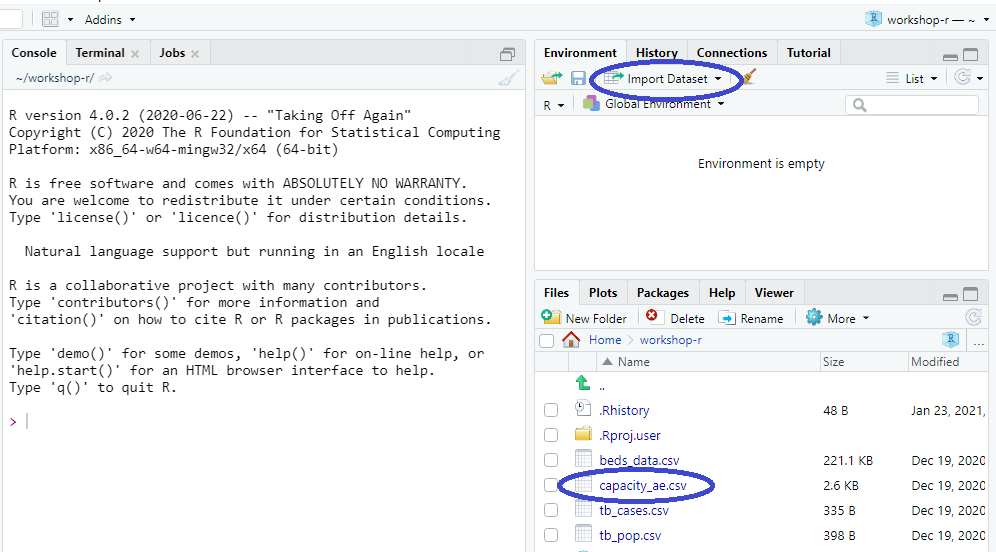 Addins
workshop-r — ~
Console Terminal Jobs
~/workshop-r/
R version 4.0.2 (2020-06-22) -- "Taking Off Again"
Copyright (C) 2020 The R Foundation for Statistical Computing
Platform: x86_64-w64-mingw32/x64 (64-bit)
R is free software and comes with ABSOLUTELY NO WARRANTY.
You are welcome to redistribute it under certain conditions.
Type 'license()' or 'licence()' for distribution details.
Natural language support but running in an English locale
R is a collaborative project with many contributors.
Type 'contributors()' for more information and
'citation()' on how to cite R or R packages in publications.
Type 'demo()' for some demos, 'help()' for on-line help, or
'help.start()' for an HTML browser interface to help.
Type 'q()' to quit R.
>
Environment History Connections Tutorial
Import Dataset List
R Global Environment
Environment is empty
Files Plots Packages Help Viewer
New Folder Delete Rename More
Home workshop-r ...
Name Size Modified
..
.Rhistory 48 B Jan 23, 2021,
.Rproj.user
beds_data.csv 221.1 KB Dec 19, 2020
capacity_ae.csv 2.6 KB Dec 19, 2020
tb_cases.csv 335 B Dec 19, 2020
tb_pop.csv 398 B Dec 19, 2020